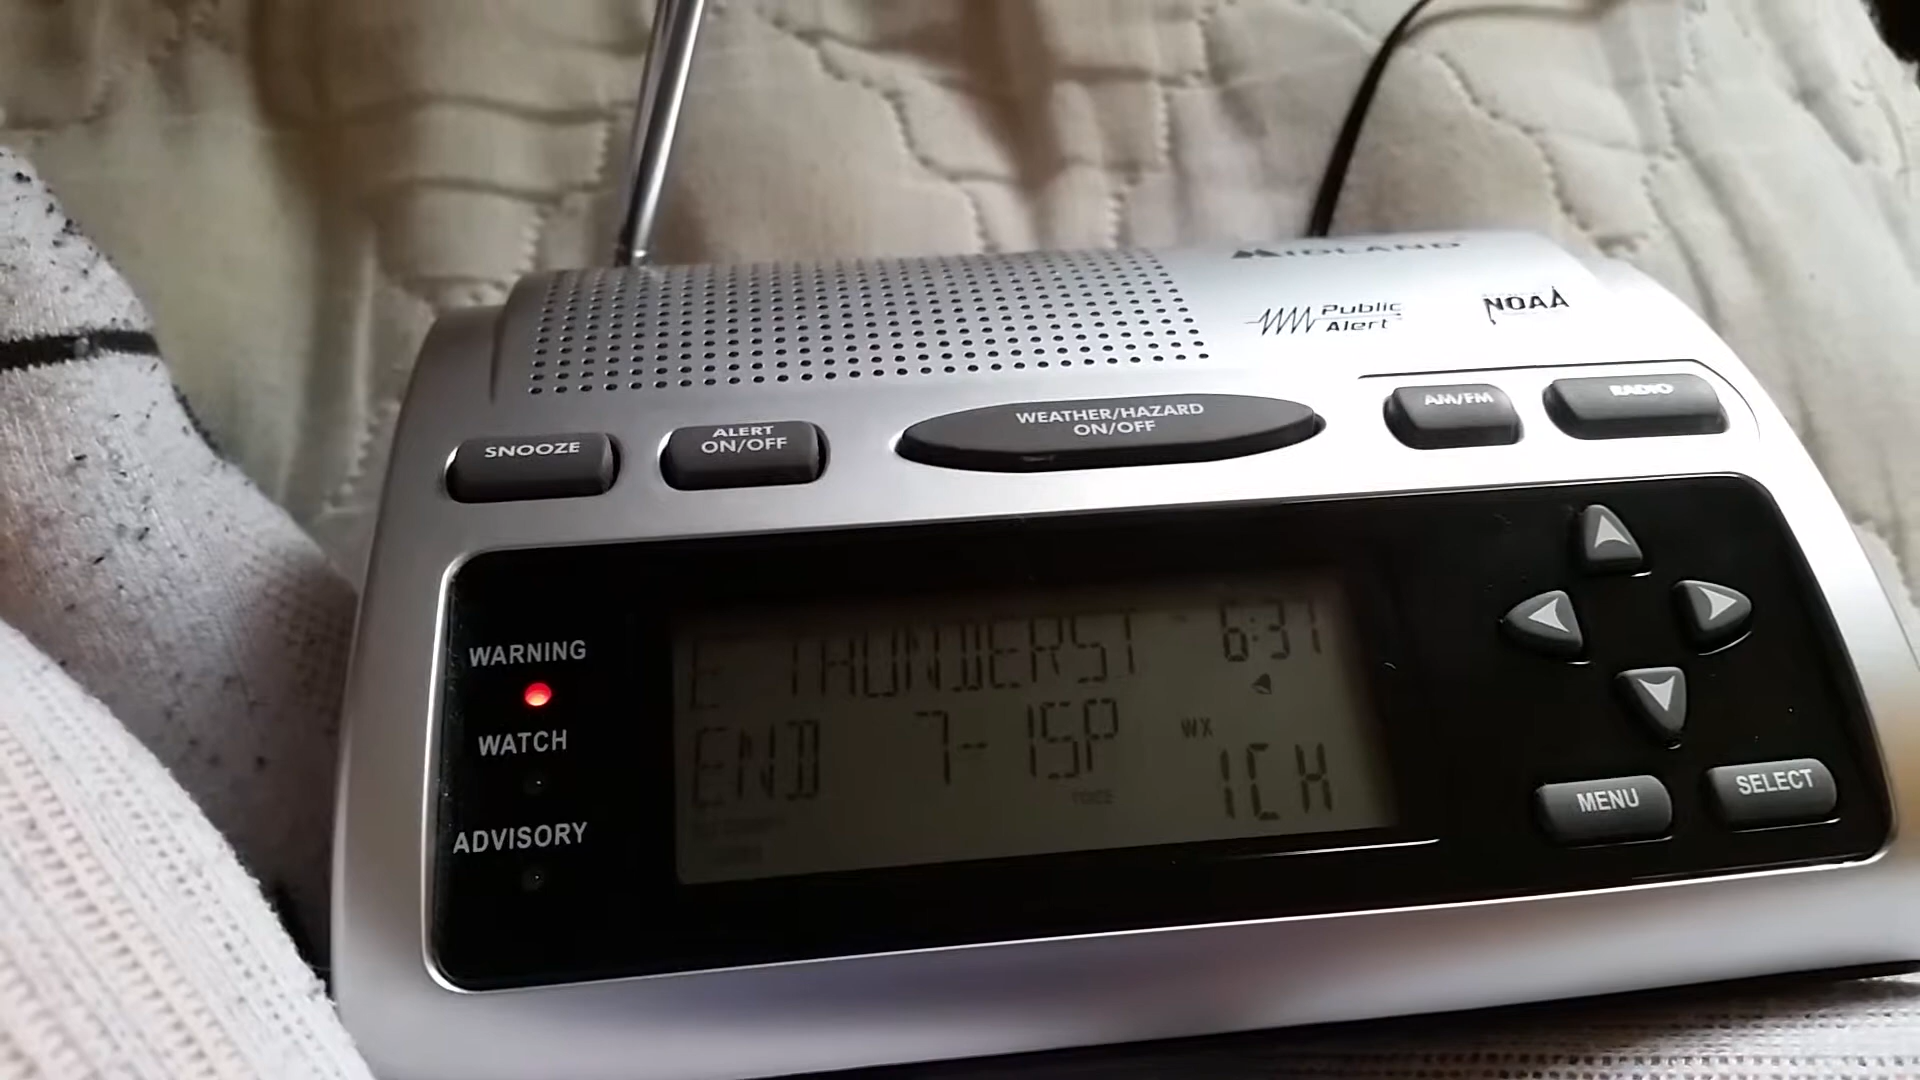 MIDLAND
Public
Alert
NOAA
SNOOZE
ALERT
ON/OFF
WEATHER/HAZARD
ON/OFF
AM/FM
RADIO
WARNING
WATCH
ADVISORY
E THUNDERST
6:31
END 7-15P
WX
1CH
MENU
SELECT